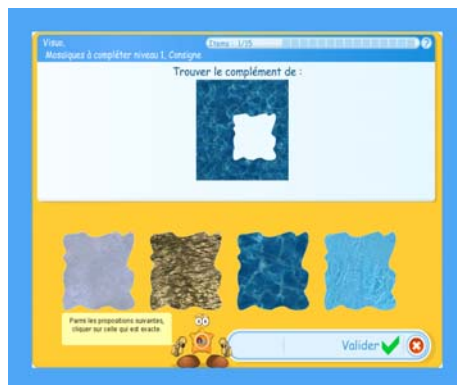 Visuo,
Items : 1/15
?
Mosaïques à compléter niveau 1, Consigne
Trouver le complément de :
Parmi les propositions suivantes,
cliquer sur celle qui est exacte.
Valider